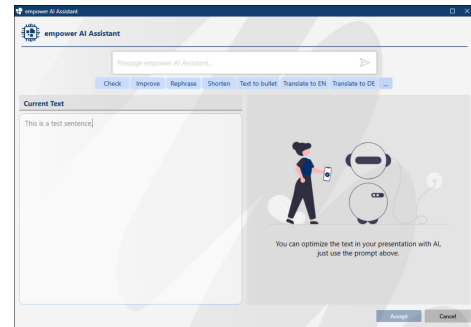 empower AI Assistant
empower AI Assistant
Message empower AI Assistant...
Check Improve Rephrase Shorten Text to bullet Translate to EN Translate to DE ...
Current Text
This is a test sentence.
You can optimize the text in your presentation with AI,
just use the prompt above.
Accept Cancel